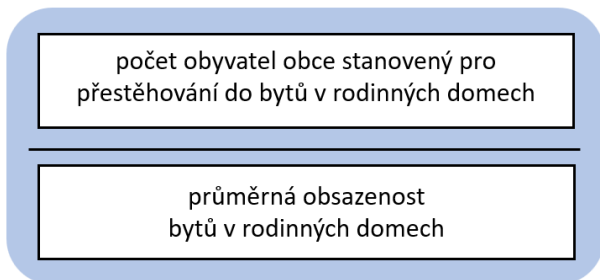 počet obyvatel obce stanovený pro
přestěhování do bytů v rodinných domech
průměrná obsazenost
bytů v rodinných domech